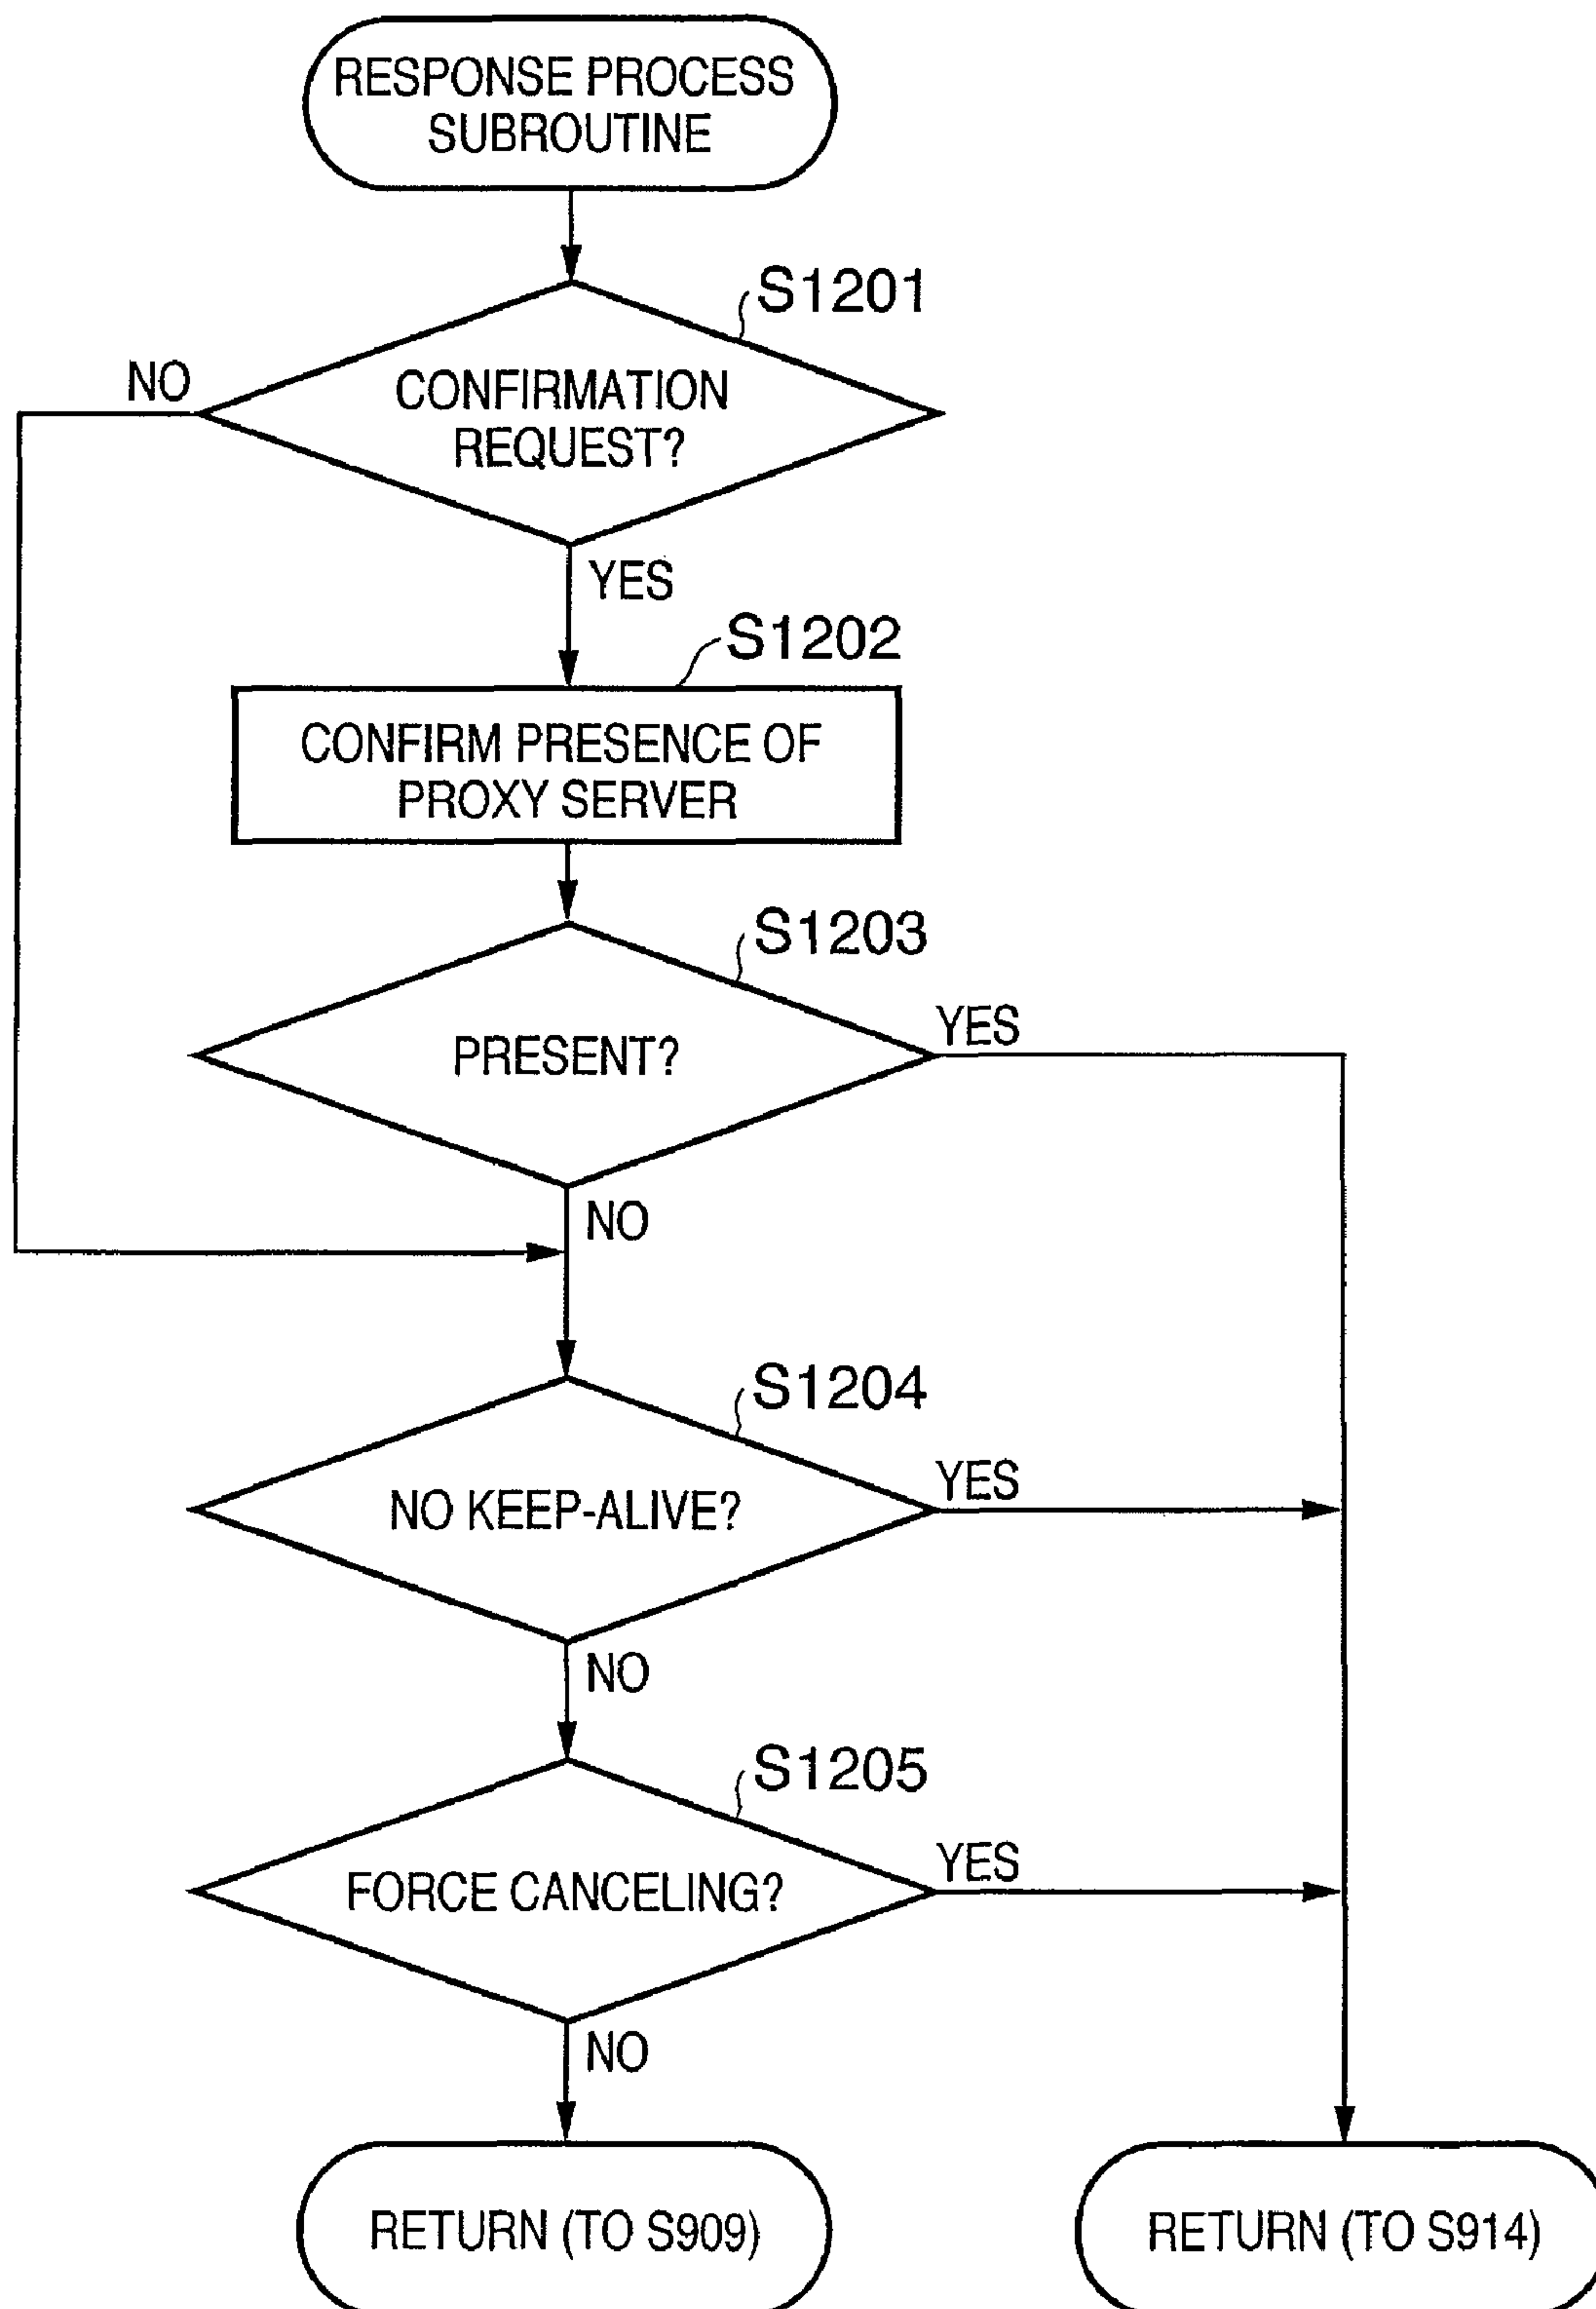 RESPONSE PROCESS
SUBROUTINE
S1201
NO
CONFIRMATION
REQUEST?
YES
S1202
CONFIRM PRESENCE OF
PROXY SERVER
S1203
PRESENT?
YES
NO
S1204
NO KEEP-ALIVE?
YES
NO
S1205
FORCE CANCELING?
YES
NO
RETURN (TO S909)
RETURN (TO S914)